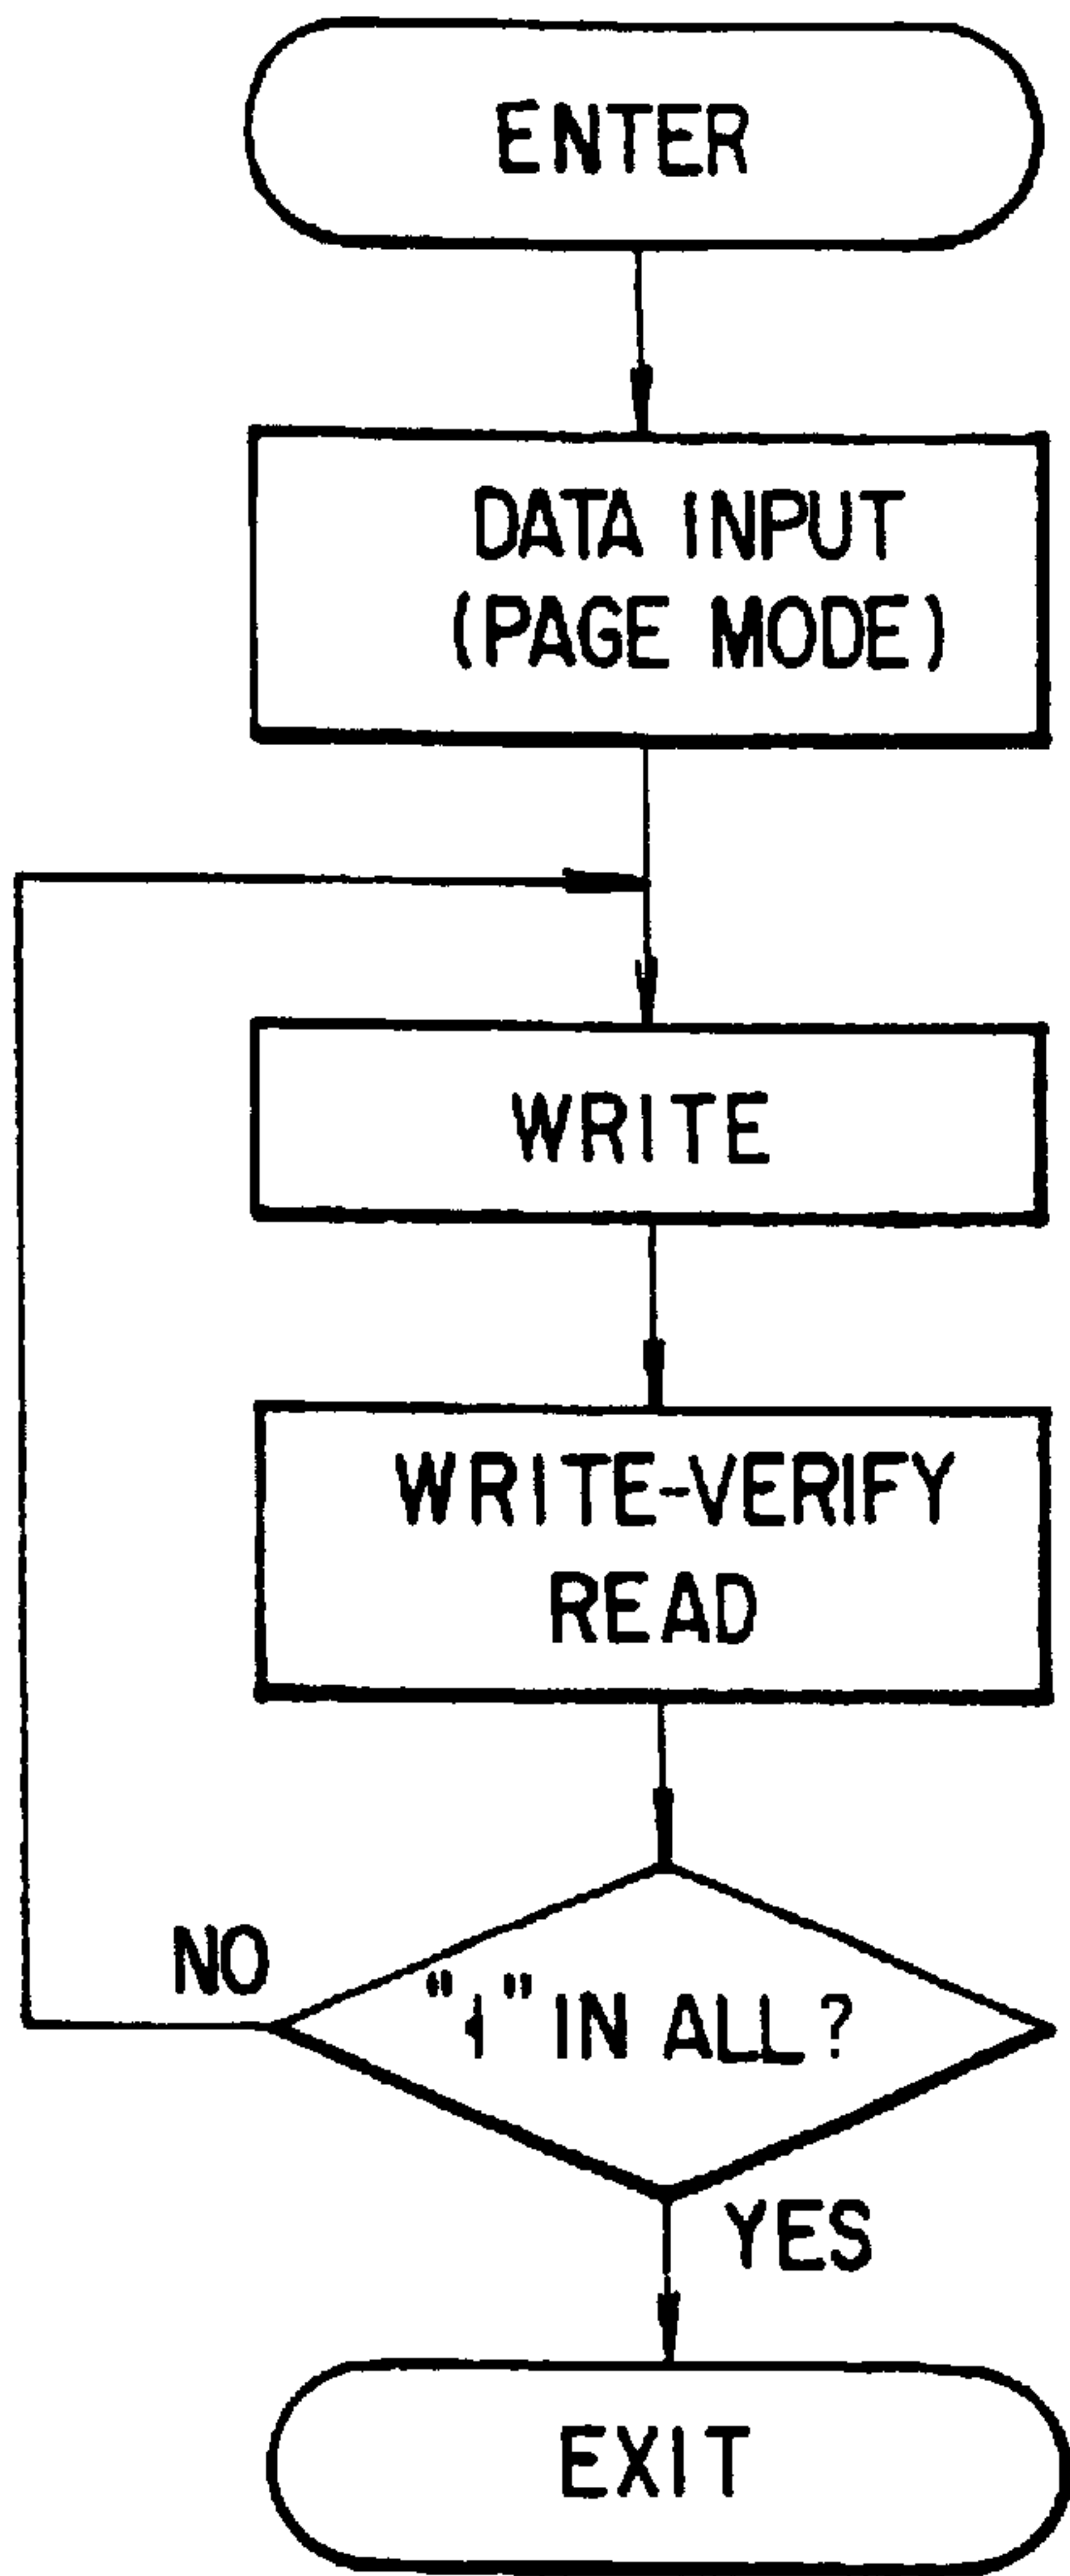 ENTER
DATA INPUT
(PAGE MODE)
WRITE
WRITE-VERIFY
READ
NO
"1" IN ALL?
YES
EXIT